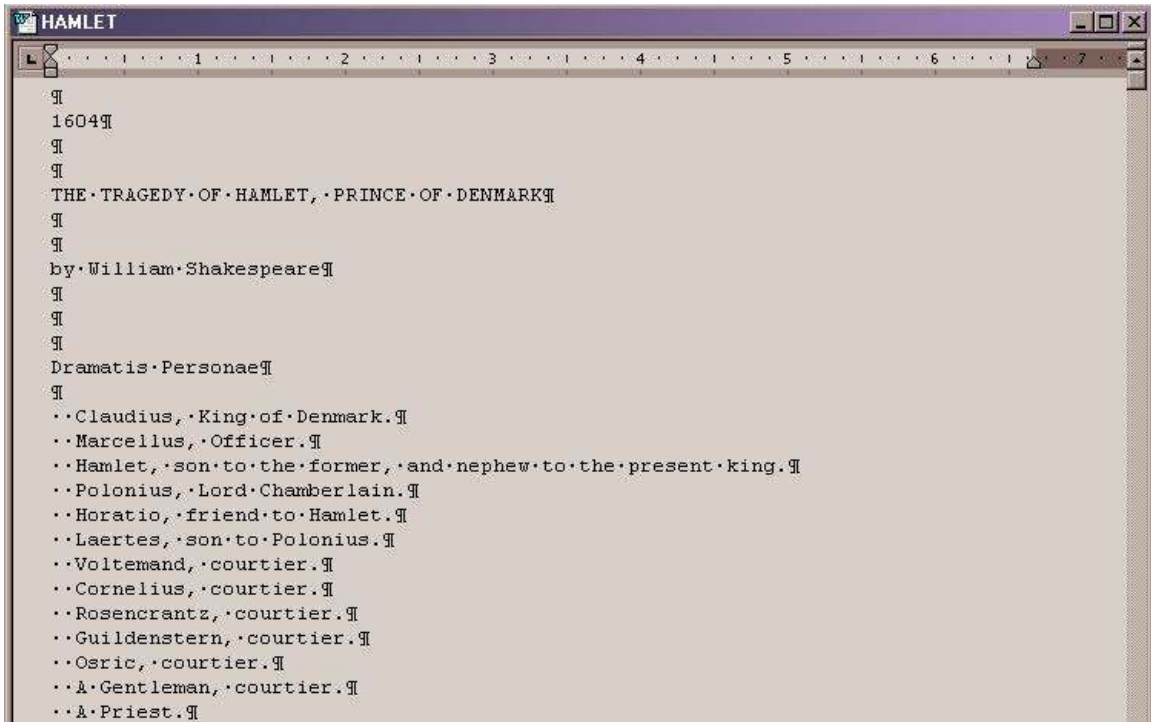 HAMLET
1 2 3 4 5 6 7
¶
1604¶
¶
¶
THE·TRAGEDY·OF·HAMLET,·PRINCE·OF·DENMARK¶
¶
¶
by·William·Shakespeare¶
¶
¶
¶
Dramatis·Personae¶
¶
··Claudius,·King·of·Denmark.¶
··Marcellus,·Officer.¶
··Hamlet,·son·to·the·former,·and·nephew·to·the·present·king.¶
··Polonius,·Lord·Chamberlain.¶
··Horatio,·friend·to·Hamlet.¶
··Laertes,·son·to·Polonius.¶
··Voltemand,·courtier.¶
··Cornelius,·courtier.¶
··Rosencrantz,·courtier.¶
··Guildenstern,·courtier.¶
··Osric,·courtier.¶
··A·Gentleman,·courtier.¶
··A·Priest.¶